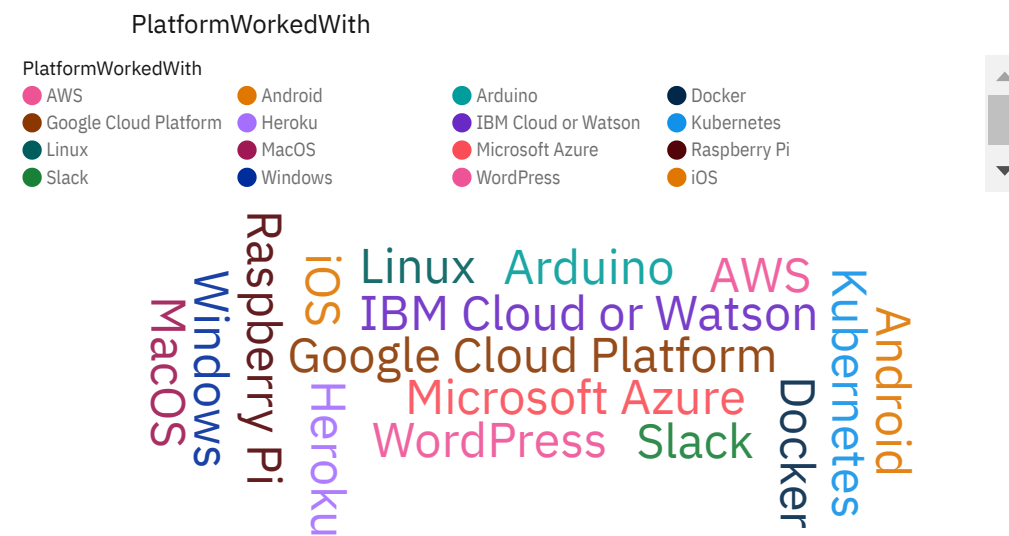 PlatformWorkedWith
PlatformWorkedWith
AWS Android Arduino Docker
Google Cloud Platform Heroku IBM Cloud or Watson Kubernetes
Linux MacOS Microsoft Azure Raspberry Pi
Slack Windows WordPress iOS
MacOS
Windows
Raspberry Pi
iOS
Linux Arduino AWS
IBM Cloud or Watson
Google Cloud Platform
Heroku
Microsoft Azure
WordPress Slack
Docker
Kubernetes
Android